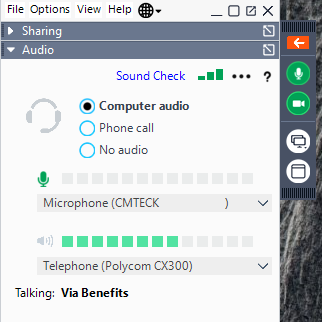 File Options View Help
Sharing
Audio
Sound Check ?
Computer audio
Phone call
No audio
Microphone (CMTECK )
Telephone (Polycom CX300)
Talking: Via Benefits